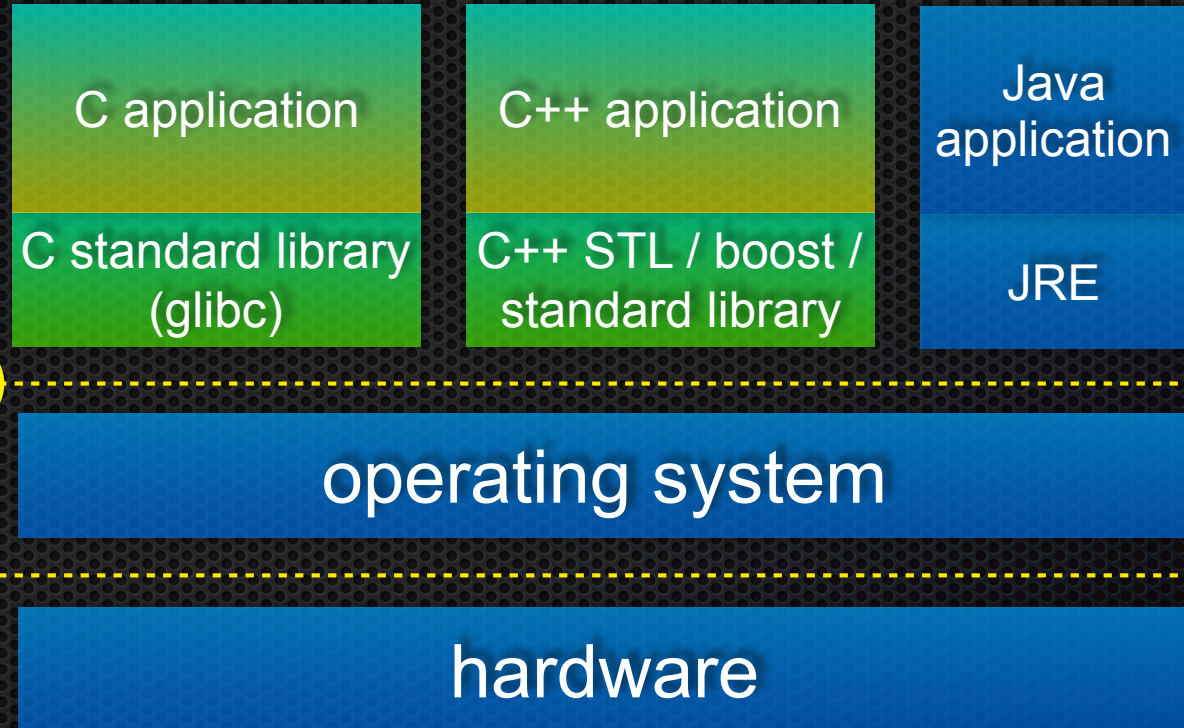 C application
C++ application
Java
application
C standard library
(glibc)
C++ STL / boost /
standard library
JRE
operating system
hardware